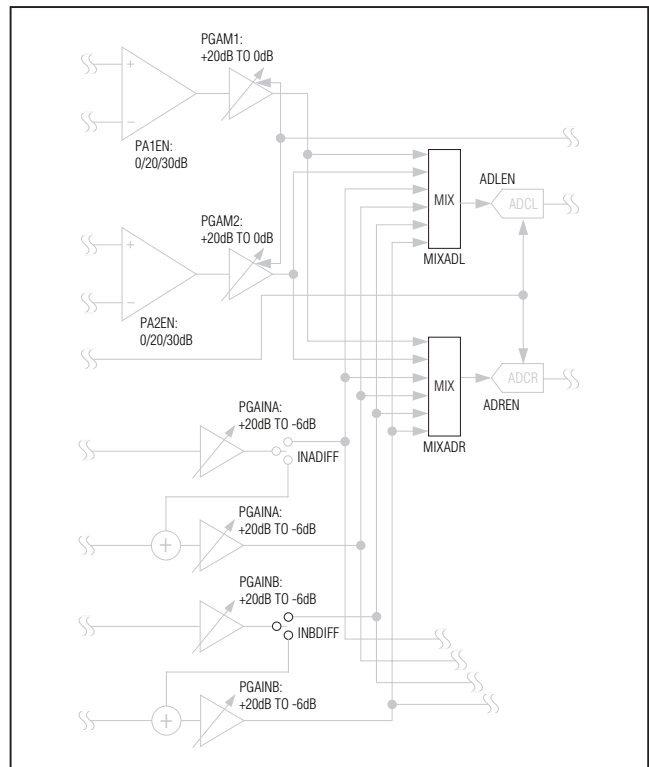 PGAM1:
+20dB TO 0dB
+
−
PA1EN:
0/20/30dB
ADLEN
MIX
ADCL
PGAM2:
+20dB TO 0dB
MIXADL
+
−
PA2EN:
0/20/30dB
MIX
ADCR
PGAINA:
+20dB TO -6dB
ADREN
MIXADR
INADIFF
PGAINA:
+20dB TO -6dB
+
PGAINB:
+20dB TO -6dB
INBDIFF
PGAINB:
+20dB TO -6dB
+